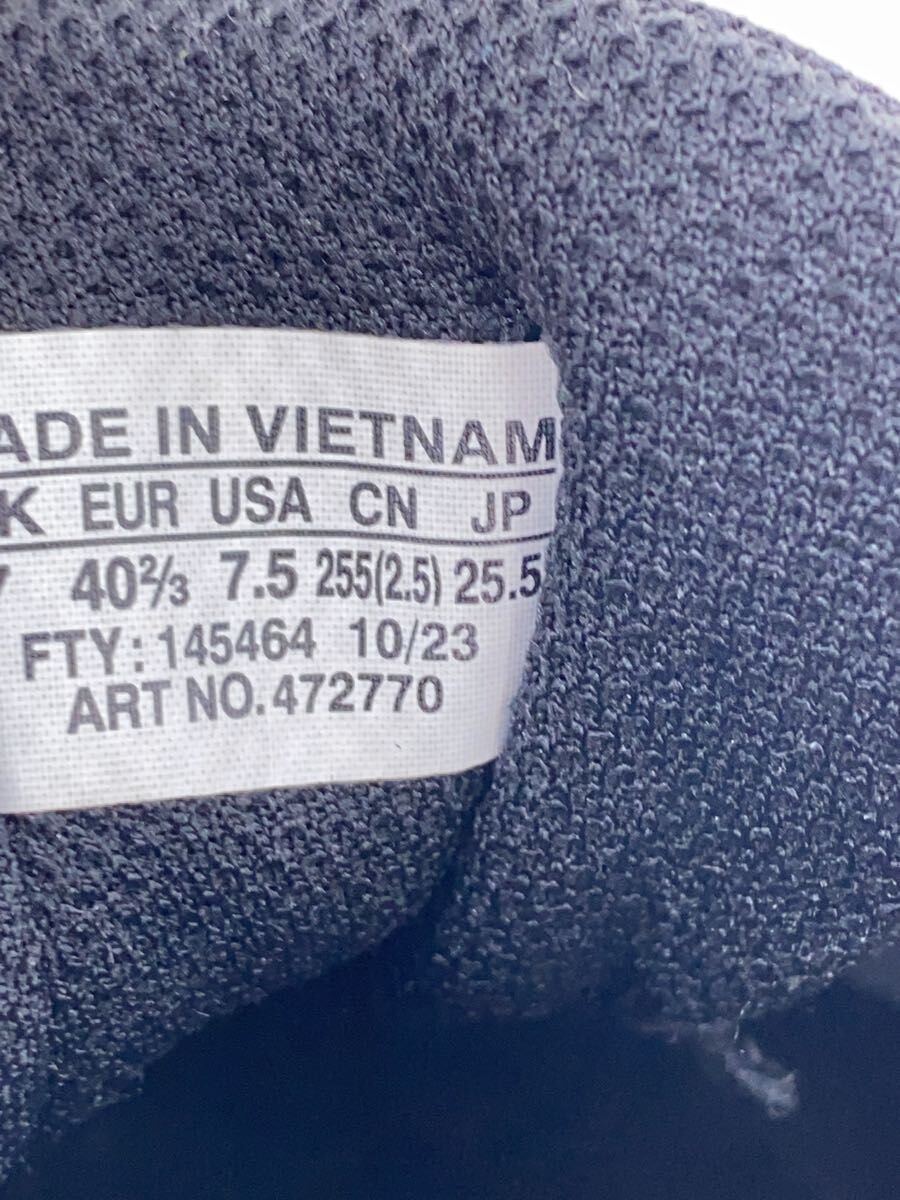 ADE IN VIETNAM
K EUR USA CN JP
7 40⅔ 7.5 255(2.5) 25.5
FTY: 145464 10/23
ART NO. 472770